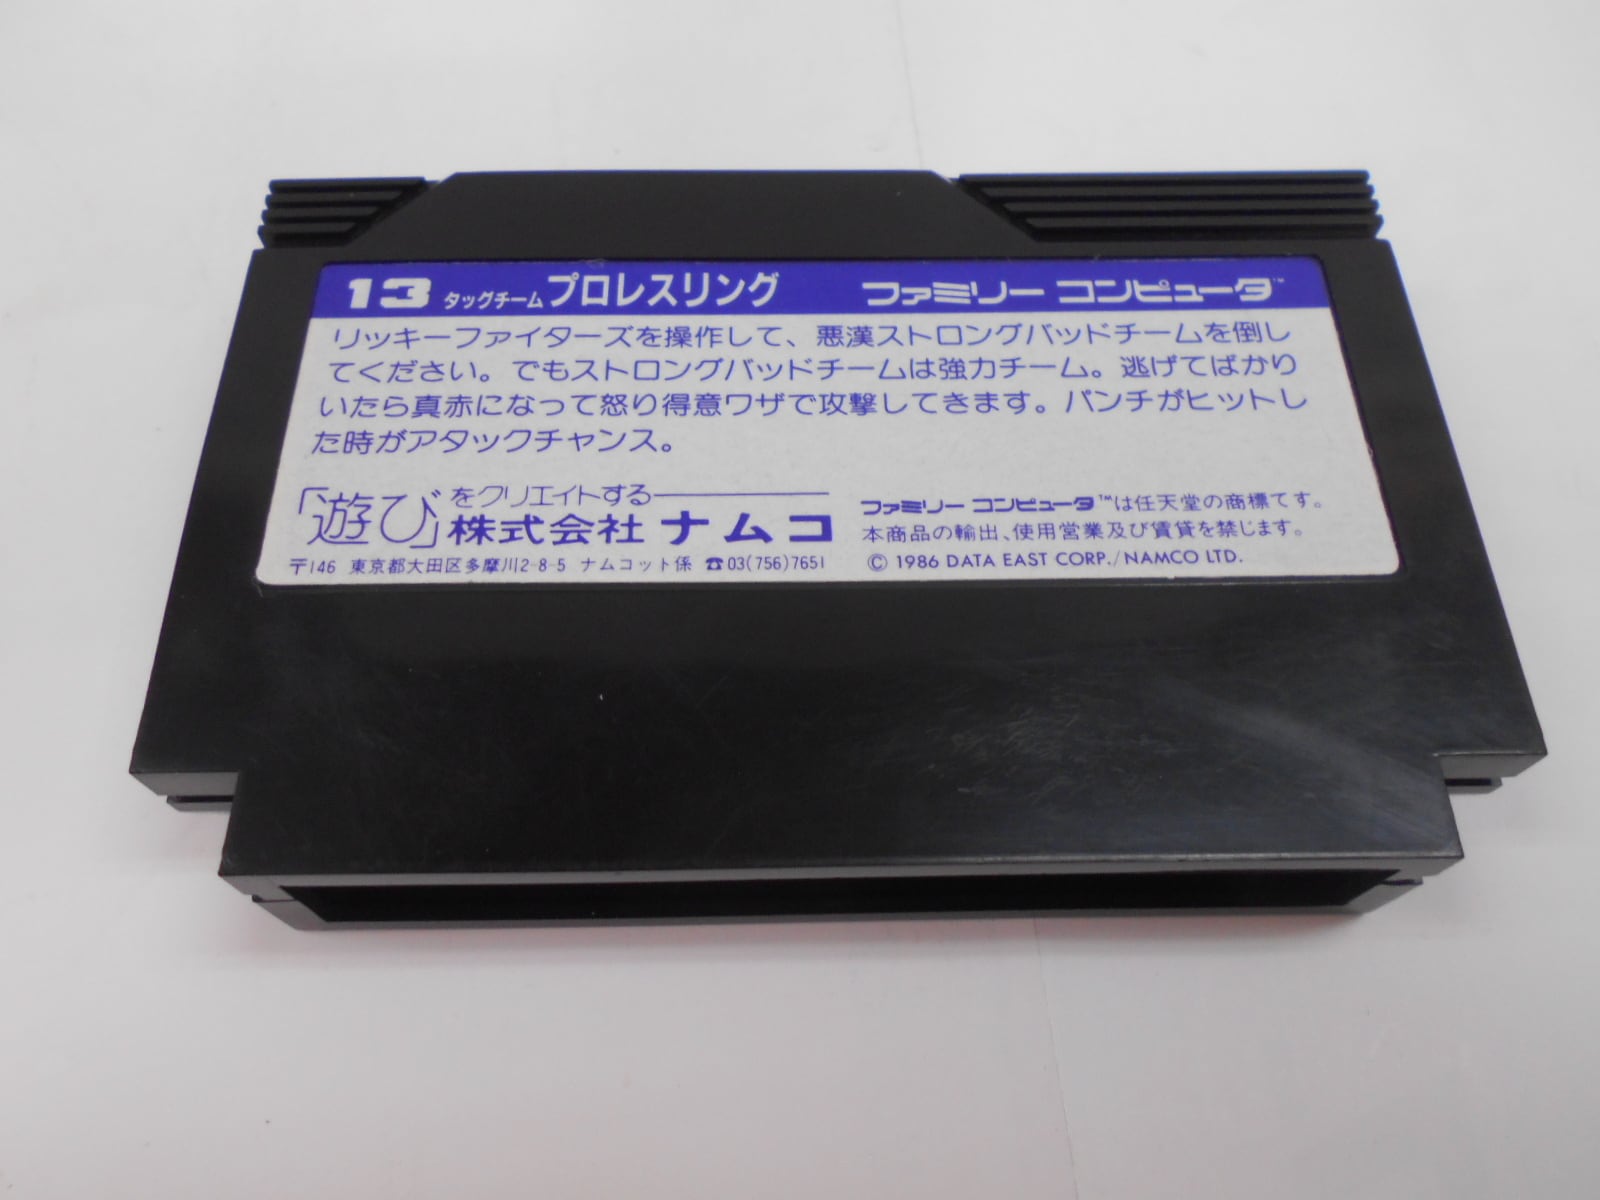 13 タッグチーム プロレスリング ファミリー コンピュータ™
リッキーファイターズを操作して、悪漢ストロングバッドチームを倒し
てください。でもストロングバッドチームは強力チーム。逃げてばかり
いたら真赤になって怒り得意ワザで攻撃してきます。パンチがヒットし
た時がアタックチャンス。
「遊び」をクリエイトする
株式会社 ナムコ
〒146 東京都大田区多摩川2-8-5 ナムコット係 ☎03(756)7651
ファミリー コンピュータ™は任天堂の商標です。
本商品の輸出、使用営業及び賃貸を禁じます。
© 1986 DATA EAST CORP./NAMCO LTD.